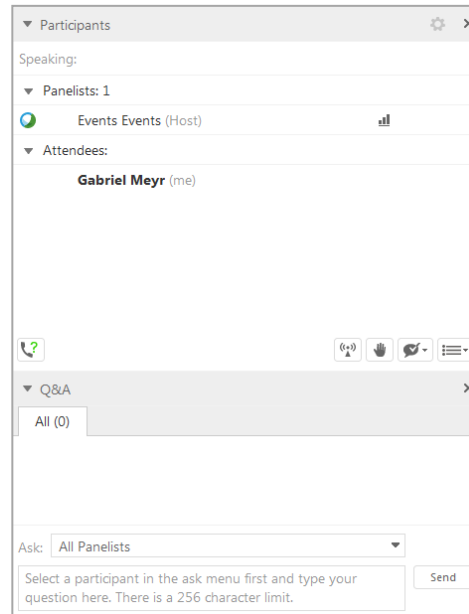 Participants
Speaking:
Panelists: 1
Events Events (Host)
Attendees:
Gabriel Meyr (me)
?
Q&A
All (0)
Ask: All Panelists
Select a participant in the ask menu first and type your
question here. There is a 256 character limit.
Send